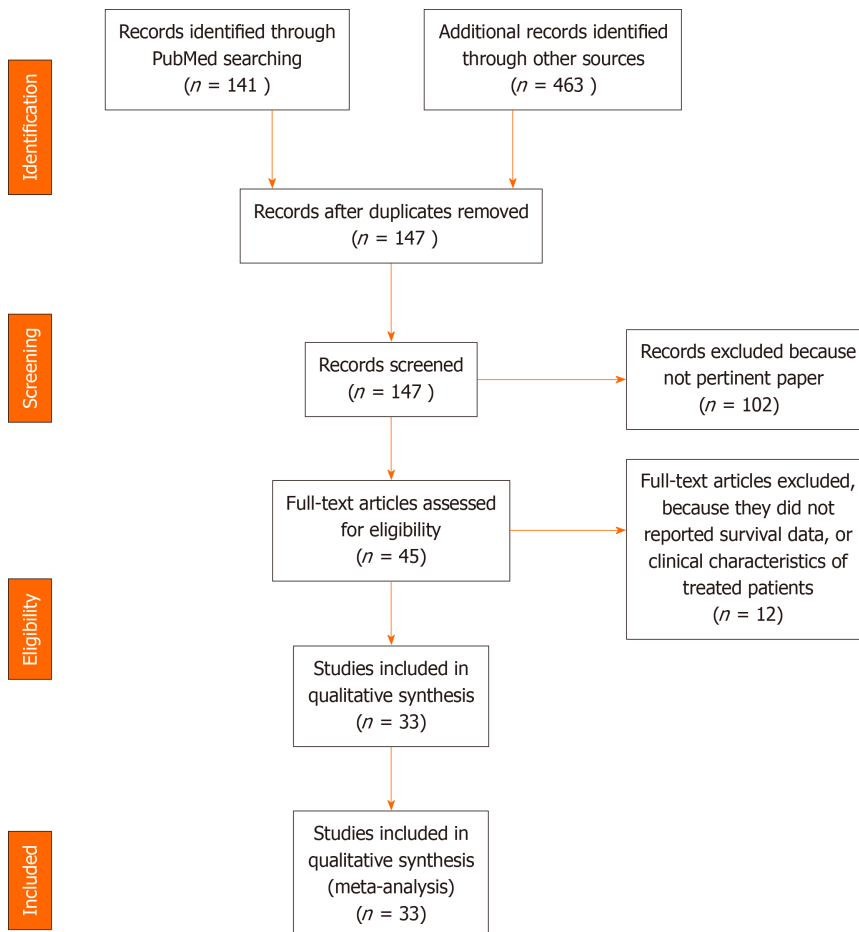 Identification
Records identified through
PubMed searching
(n = 141 )
Additional records identified
through other sources
(n = 463 )
Records after duplicates removed
(n = 147 )
Screening
Records screened
(n = 147 )
Records excluded because
not pertinent paper
(n = 102)
Eligibility
Full-text articles assessed
for eligibility
(n = 45)
Full-text articles excluded,
because they did not
reported survival data, or
clinical characteristics of
treated patients
(n = 12)
Studies included in
qualitative synthesis
(n = 33)
Included
Studies included in
qualitative synthesis
(meta-analysis)
(n = 33)